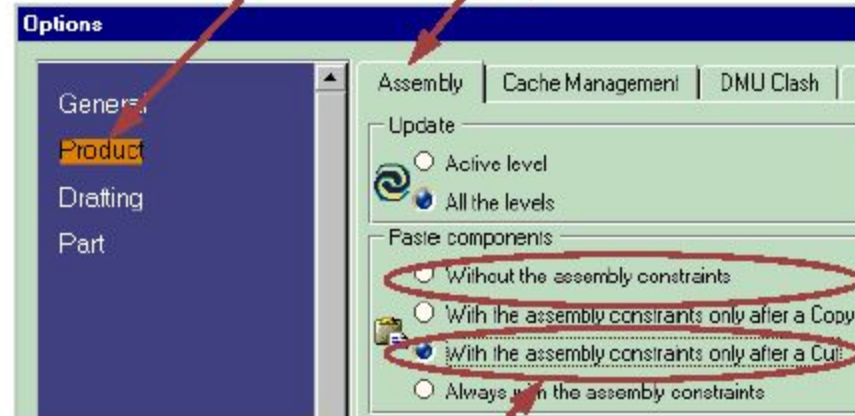 Options
General
Product
Drafting
Part
Assembly
Cache Management
DMU Clash
Update
Active level
All the levels
Paste components
Without the assembly constraints
With the assembly constraints only after a Copy
With the assembly constraints only after a Cut
Always with the assembly constraints